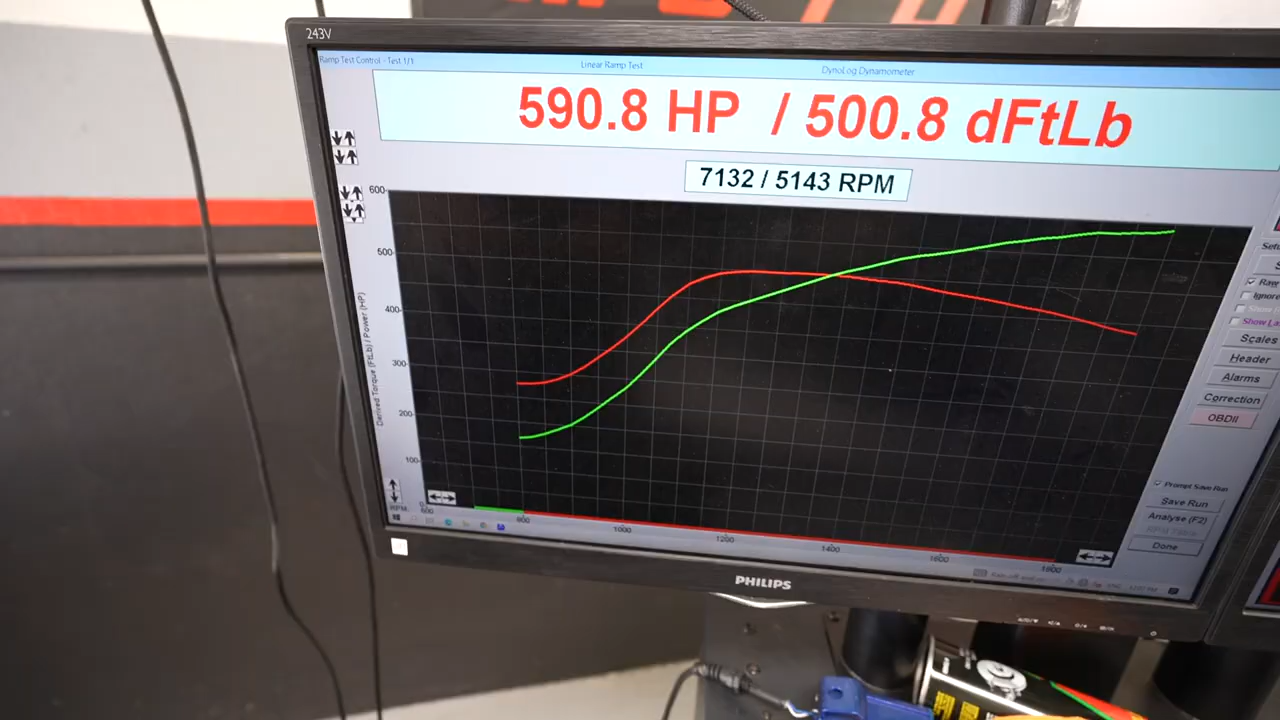 243V
Ramp Test Control - Test 1/1
Linear Ramp Test
DynoLog Dynamometer
590.8 HP / 500.8 dFtLb
7132 / 5143 RPM
600
500
400
300
200
100
Derived Torque (FtLb) / Power (HP)
RPM
600
800
1000
1200
1400
1600
1800
Scales
Header
Alarms
Correction
OBDII
Prompt Save Run
Save Run
Analyse (F2)
Done
PHILIPS